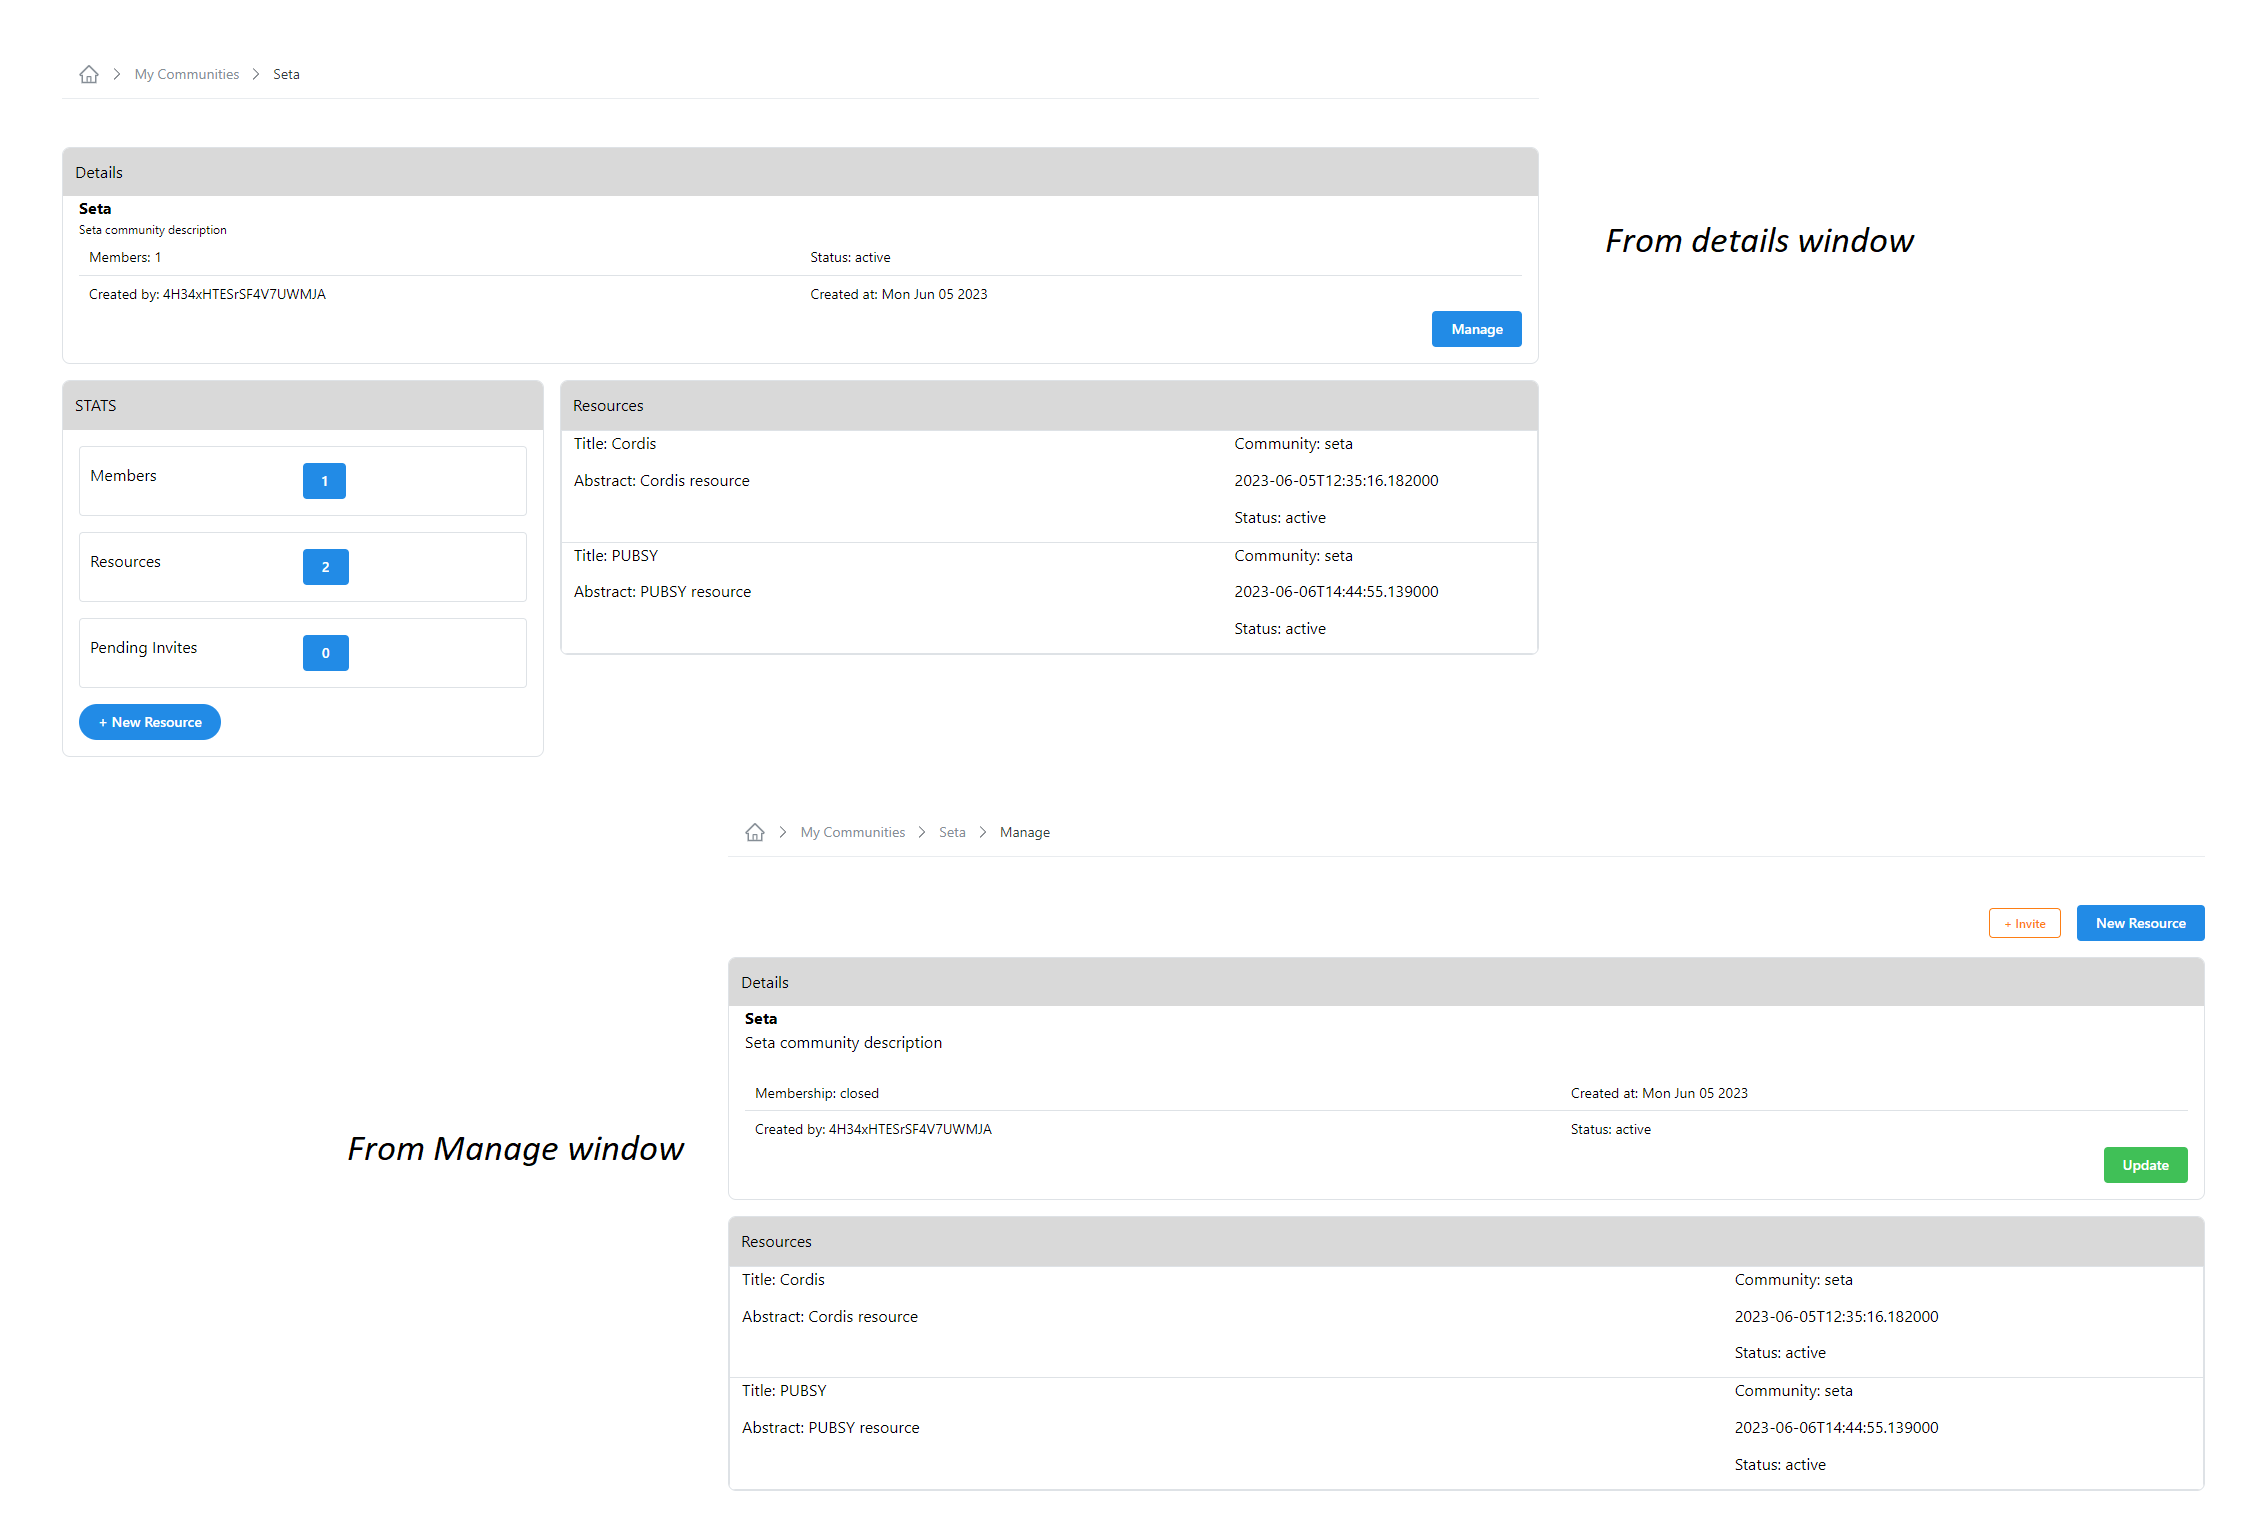 My Communities Seta
Details
Seta
Seta community description
Members: 1 Status: active
Created by: 4H34xHTESrSF4V7UWMJA Created at: Mon Jun 05 2023
Manage
From details window
STATS
Members 1
Resources 2
Pending Invites 0
+ New Resource
Resources
Title: Cordis Community: seta
Abstract: Cordis resource 2023-06-05T12:35:16.182000
Status: active
Title: PUBSY Community: seta
Abstract: PUBSY resource 2023-06-06T14:44:55.139000
Status: active
My Communities Seta Manage
+ Invite New Resource
Details
Seta
Seta community description
Membership: closed Created at: Mon Jun 05 2023
Created by: 4H34xHTESrSF4V7UWMJA Status: active
Update
From Manage window
Resources
Title: Cordis Community: seta
Abstract: Cordis resource 2023-06-05T12:35:16.182000
Status: active
Title: PUBSY Community: seta
Abstract: PUBSY resource 2023-06-06T14:44:55.139000
Status: active